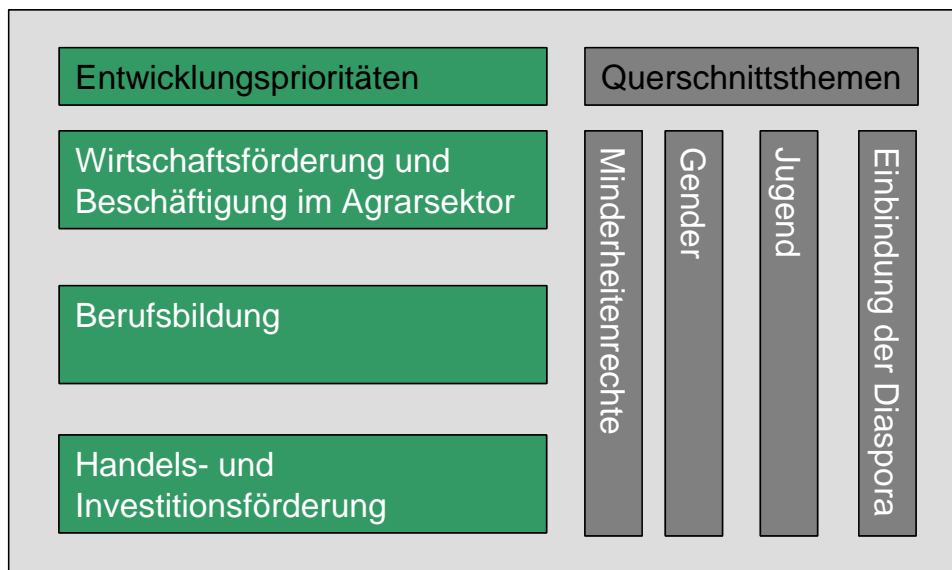 Entwicklungsprioritäten
Querschnittsthemen
Wirtschaftsförderung und
Beschäftigung im Agrarsektor
Berufsbildung
Handels- und
Investitionsförderung
Minderheitenrechte
Gender
Jugend
Einbindung der Diaspora